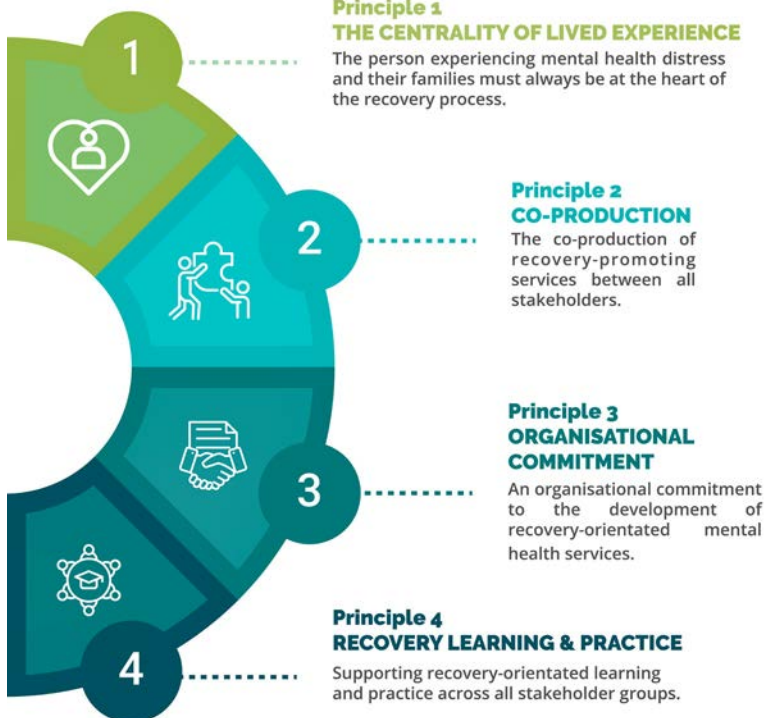 1
Principle 1
THE CENTRALITY OF LIVED EXPERIENCE
The person experiencing mental health distress
and their families must always be at the heart of
the recovery process.
2
Principle 2
CO-PRODUCTION
The co-production of
recovery-promoting
services between all
stakeholders.
3
Principle 3
ORGANISATIONAL
COMMITMENT
An organisational commitment
to the development of
recovery-orientated mental
health services.
4
Principle 4
RECOVERY LEARNING & PRACTICE
Supporting recovery-orientated learning
and practice across all stakeholder groups.